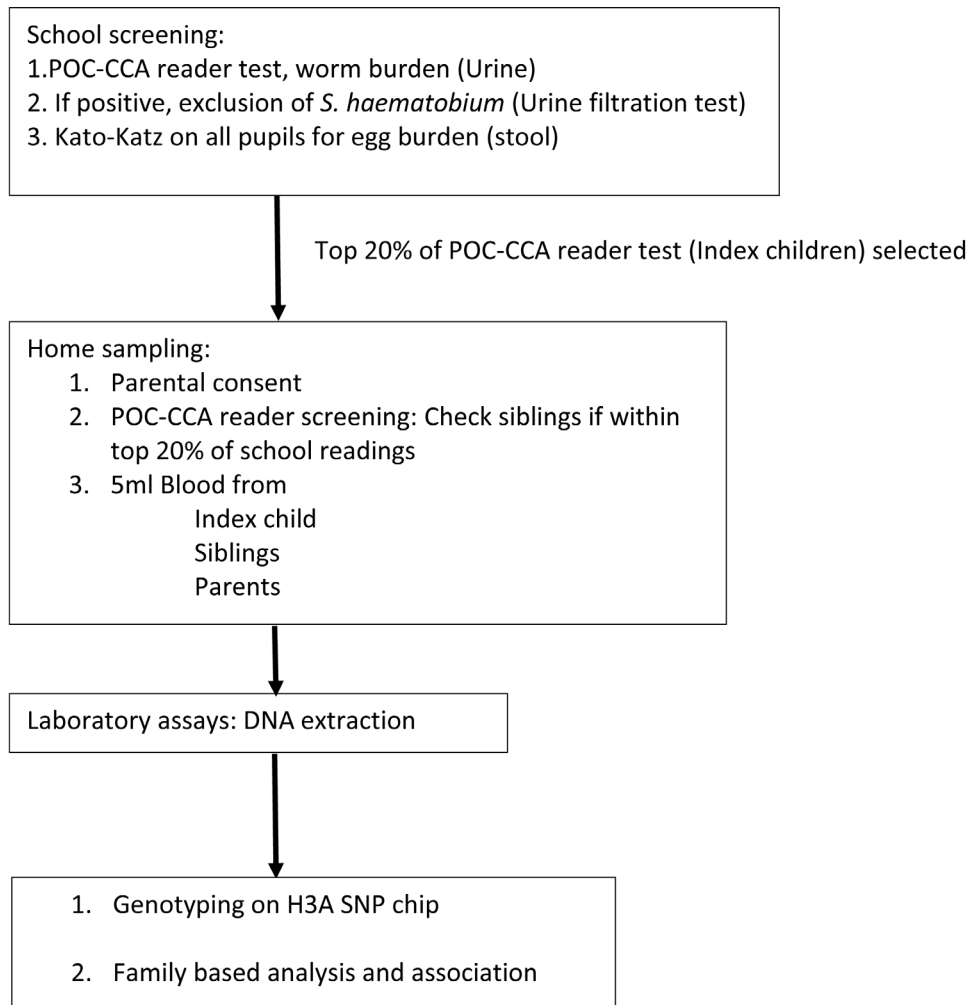 School screening:
1.POC-CCA reader test, worm burden (Urine)
2. If positive, exclusion of S. haematobium (Urine filtration test)
3. Kato-Katz on all pupils for egg burden (stool)
Top 20% of POC-CCA reader test (Index children) selected
Home sampling:
1. Parental consent
2. POC-CCA reader screening: Check siblings if within
top 20% of school readings
3. 5ml Blood from
Index child
Siblings
Parents
Laboratory assays: DNA extraction
1. Genotyping on H3A SNP chip
2. Family based analysis and association